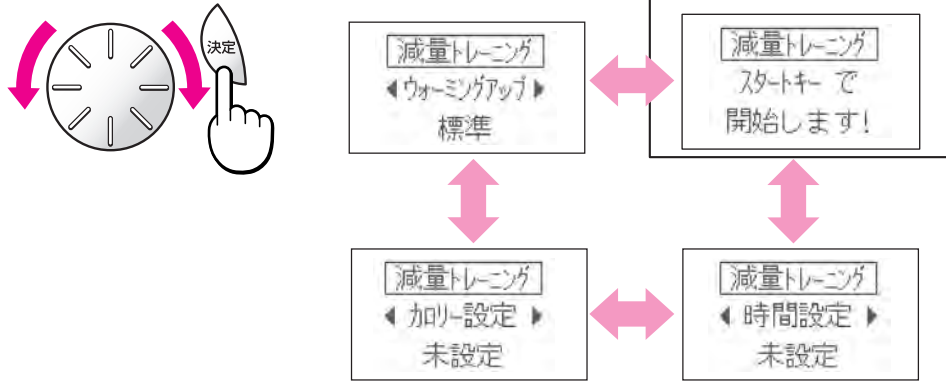 決定
減量トレーニング
◀ウォーミングアップ▶
標準
減量トレーニング
スタートキー で
開始します!
減量トレーニング
◀ カロリー設定 ▶
未設定
減量トレーニング
◀ 時間設定 ▶
未設定